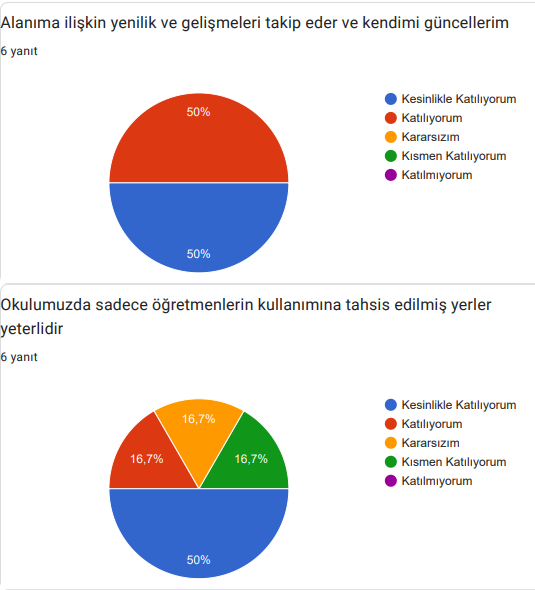 Alanıma ilişkin yenilik ve gelişmeleri takip eder ve kendimi güncellerim
6 yanıt
50%
50%
Kesinlikle Katılıyorum
Katılıyorum
Kararsızım
Kısmen Katılıyorum
Katılmıyorum
Okulumuzda sadece öğretmenlerin kullanımına tahsis edilmiş yerler
yeterlidir
6 yanıt
16,7%
16,7%
16,7%
50%
Kesinlikle Katılıyorum
Katılıyorum
Kararsızım
Kısmen Katılıyorum
Katılmıyorum